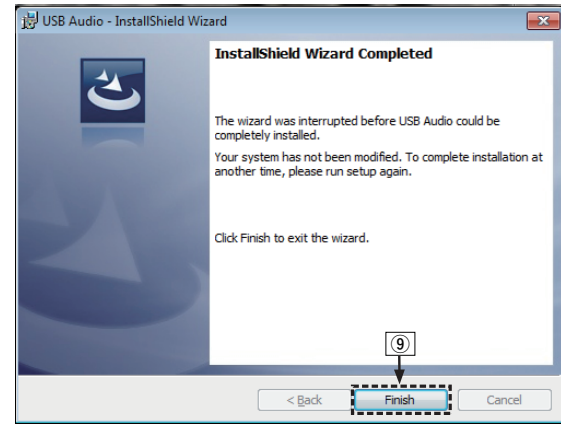 USB Audio - InstallShield Wizard
InstallShield Wizard Completed
The wizard was interrupted before USB Audio could be
completely installed.
Your system has not been modified. To complete installation at
another time, please run setup again.
Click Finish to exit the wizard.
⑨
< Back Finish Cancel